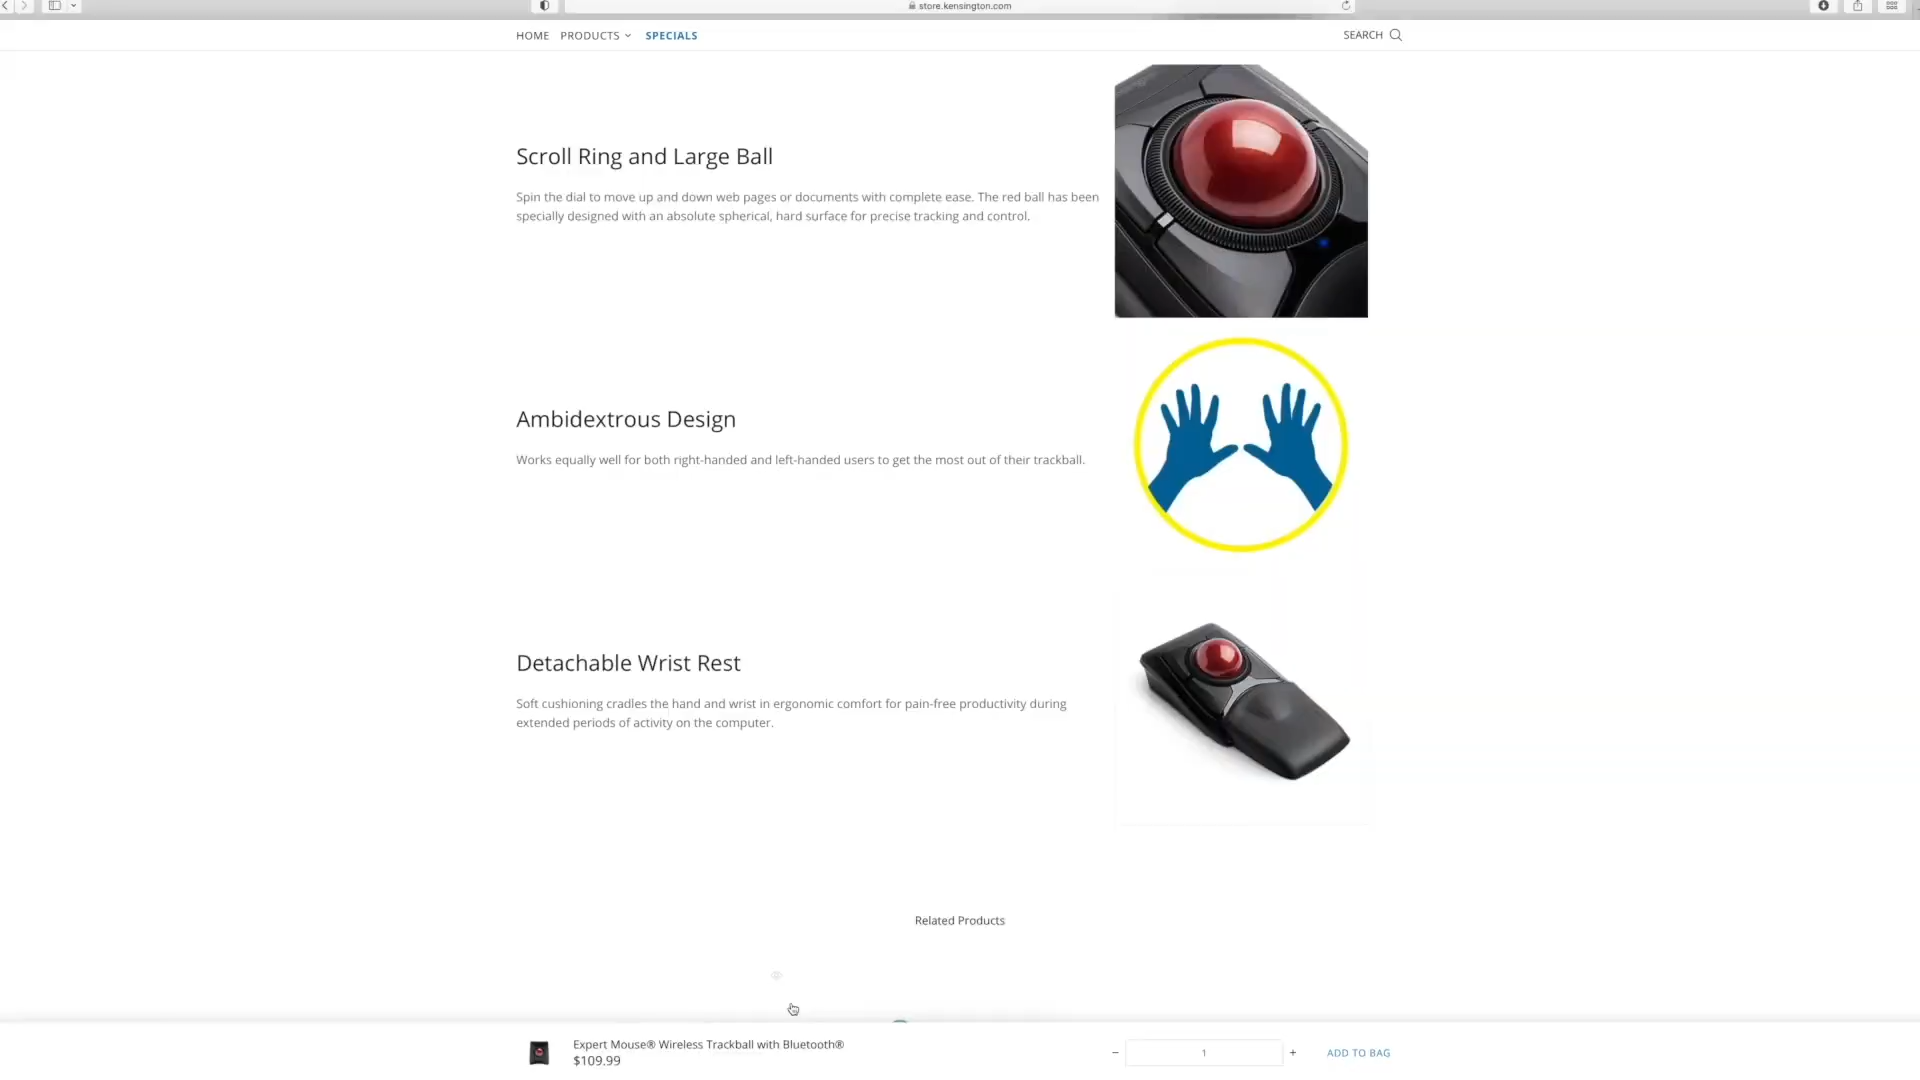 store.kensington.com
HOME PRODUCTS SPECIALS SEARCH
Scroll Ring and Large Ball
Spin the dial to move up and down web pages or documents with complete ease. The red ball has been
specially designed with an absolute spherical, hard surface for precise tracking and control.
Ambidextrous Design
Works equally well for both right-handed and left-handed users to get the most out of their trackball.
Detachable Wrist Rest
Soft cushioning cradles the hand and wrist in ergonomic comfort for pain-free productivity during
extended periods of activity on the computer.
Related Products
Expert Mouse® Wireless Trackball with Bluetooth®
$109.99
− 1 + ADD TO BAG